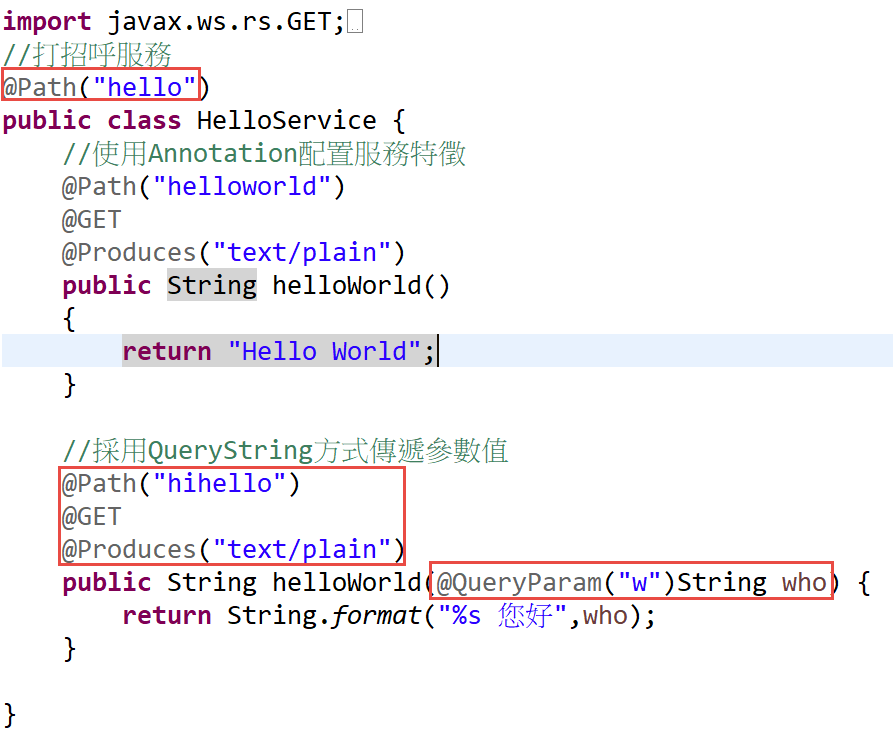 import javax.ws.rs.GET;
//打招呼服務
@Path("hello")
public class HelloService {
    //使用Annotation配置服務特徵
    @Path("helloworld")
    @GET
    @Produces("text/plain")
    public String helloWorld()
    {
        return "Hello World";
    }
    //採用QueryString方式傳遞參數值
    @Path("hihello")
    @GET
    @Produces("text/plain")
    public String helloWorld(@QueryParam("w")String who) {
        return String.format("%s 您好",who);
    }
}